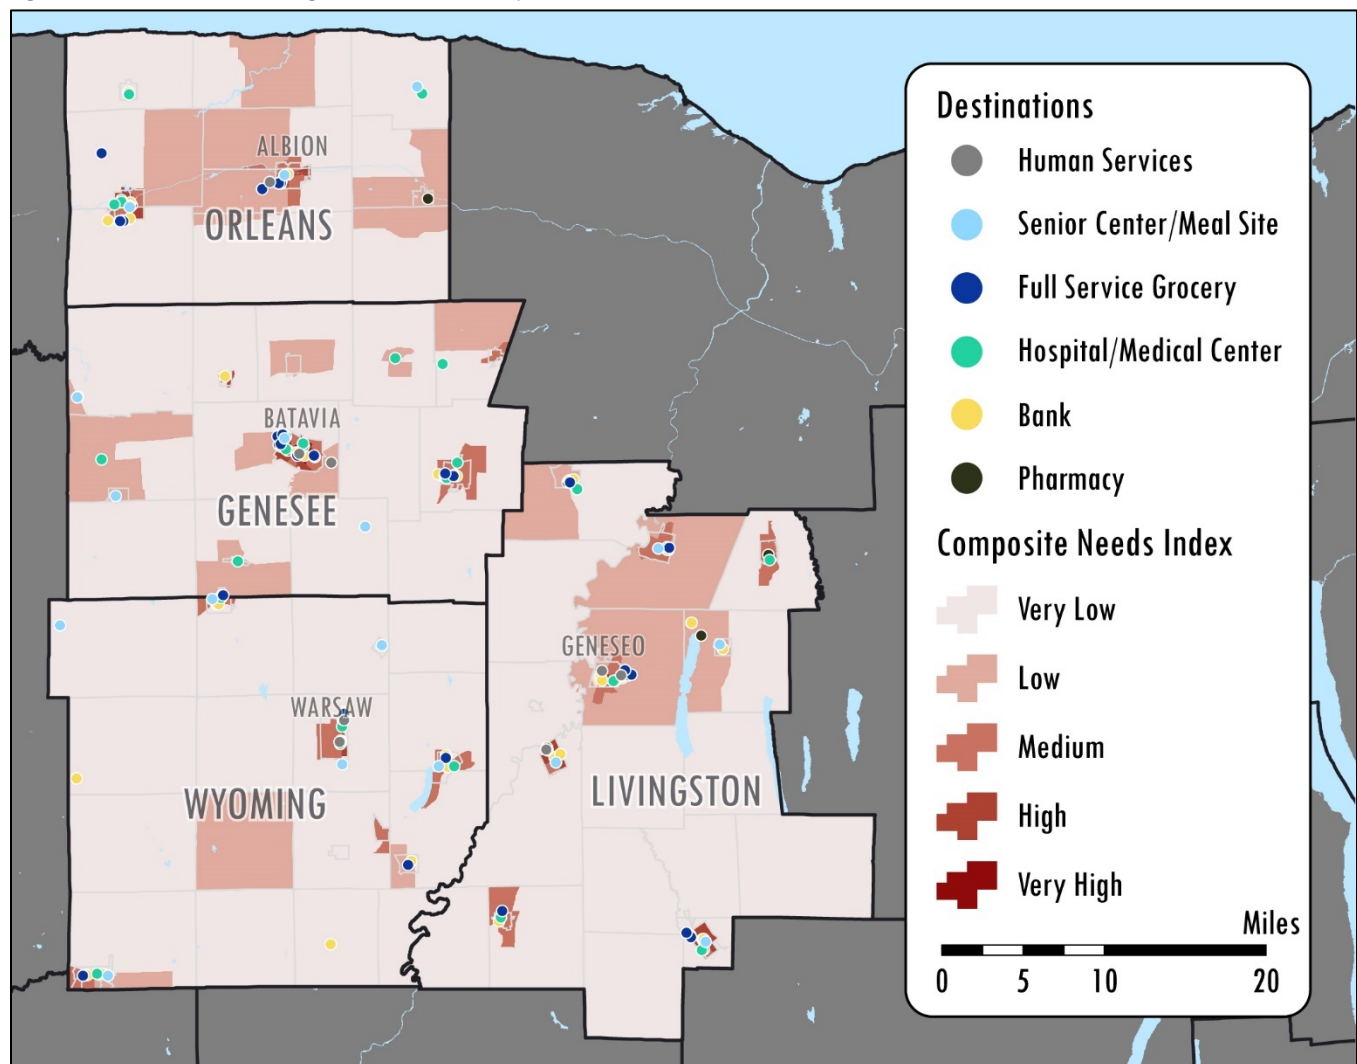 ALBION
ORLEANS
BATAVIA
GENESEE
GENESEO
WARSAW
WYOMING
LIVINGSTON
Destinations
Human Services
Senior Center/Meal Site
Full Service Grocery
Hospital/Medical Center
Bank
Pharmacy
Composite Needs Index
Very Low
Low
Medium
High
Very High
Miles
0 5 10 20